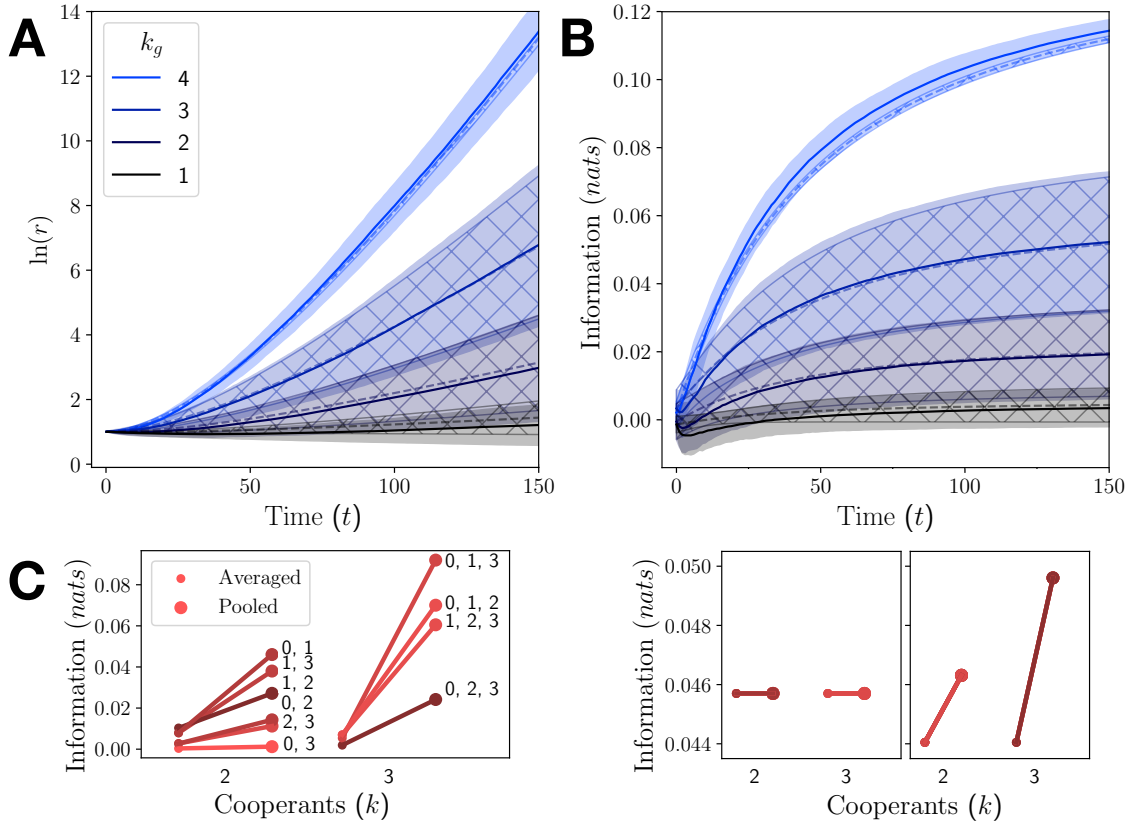 A
14
12
10
8
6
4
2
0
ln(r)
k_g
4
3
2
1
0
50
100
150
Time (t)
B
0.12
0.10
0.08
0.06
0.04
0.02
0.00
Information (nats)
0
50
100
150
Time (t)
C
0.08
0.06
0.04
0.02
0.00
Information (nats)
Averaged
Pooled
0, 1
1, 3
1, 2
0, 2
2, 3
0, 3
0, 1, 3
0, 1, 2
1, 2, 3
0, 2, 3
2
3
Cooperants (k)
0.050
0.048
0.046
0.044
Information (nats)
2
3
2
3
Cooperants (k)